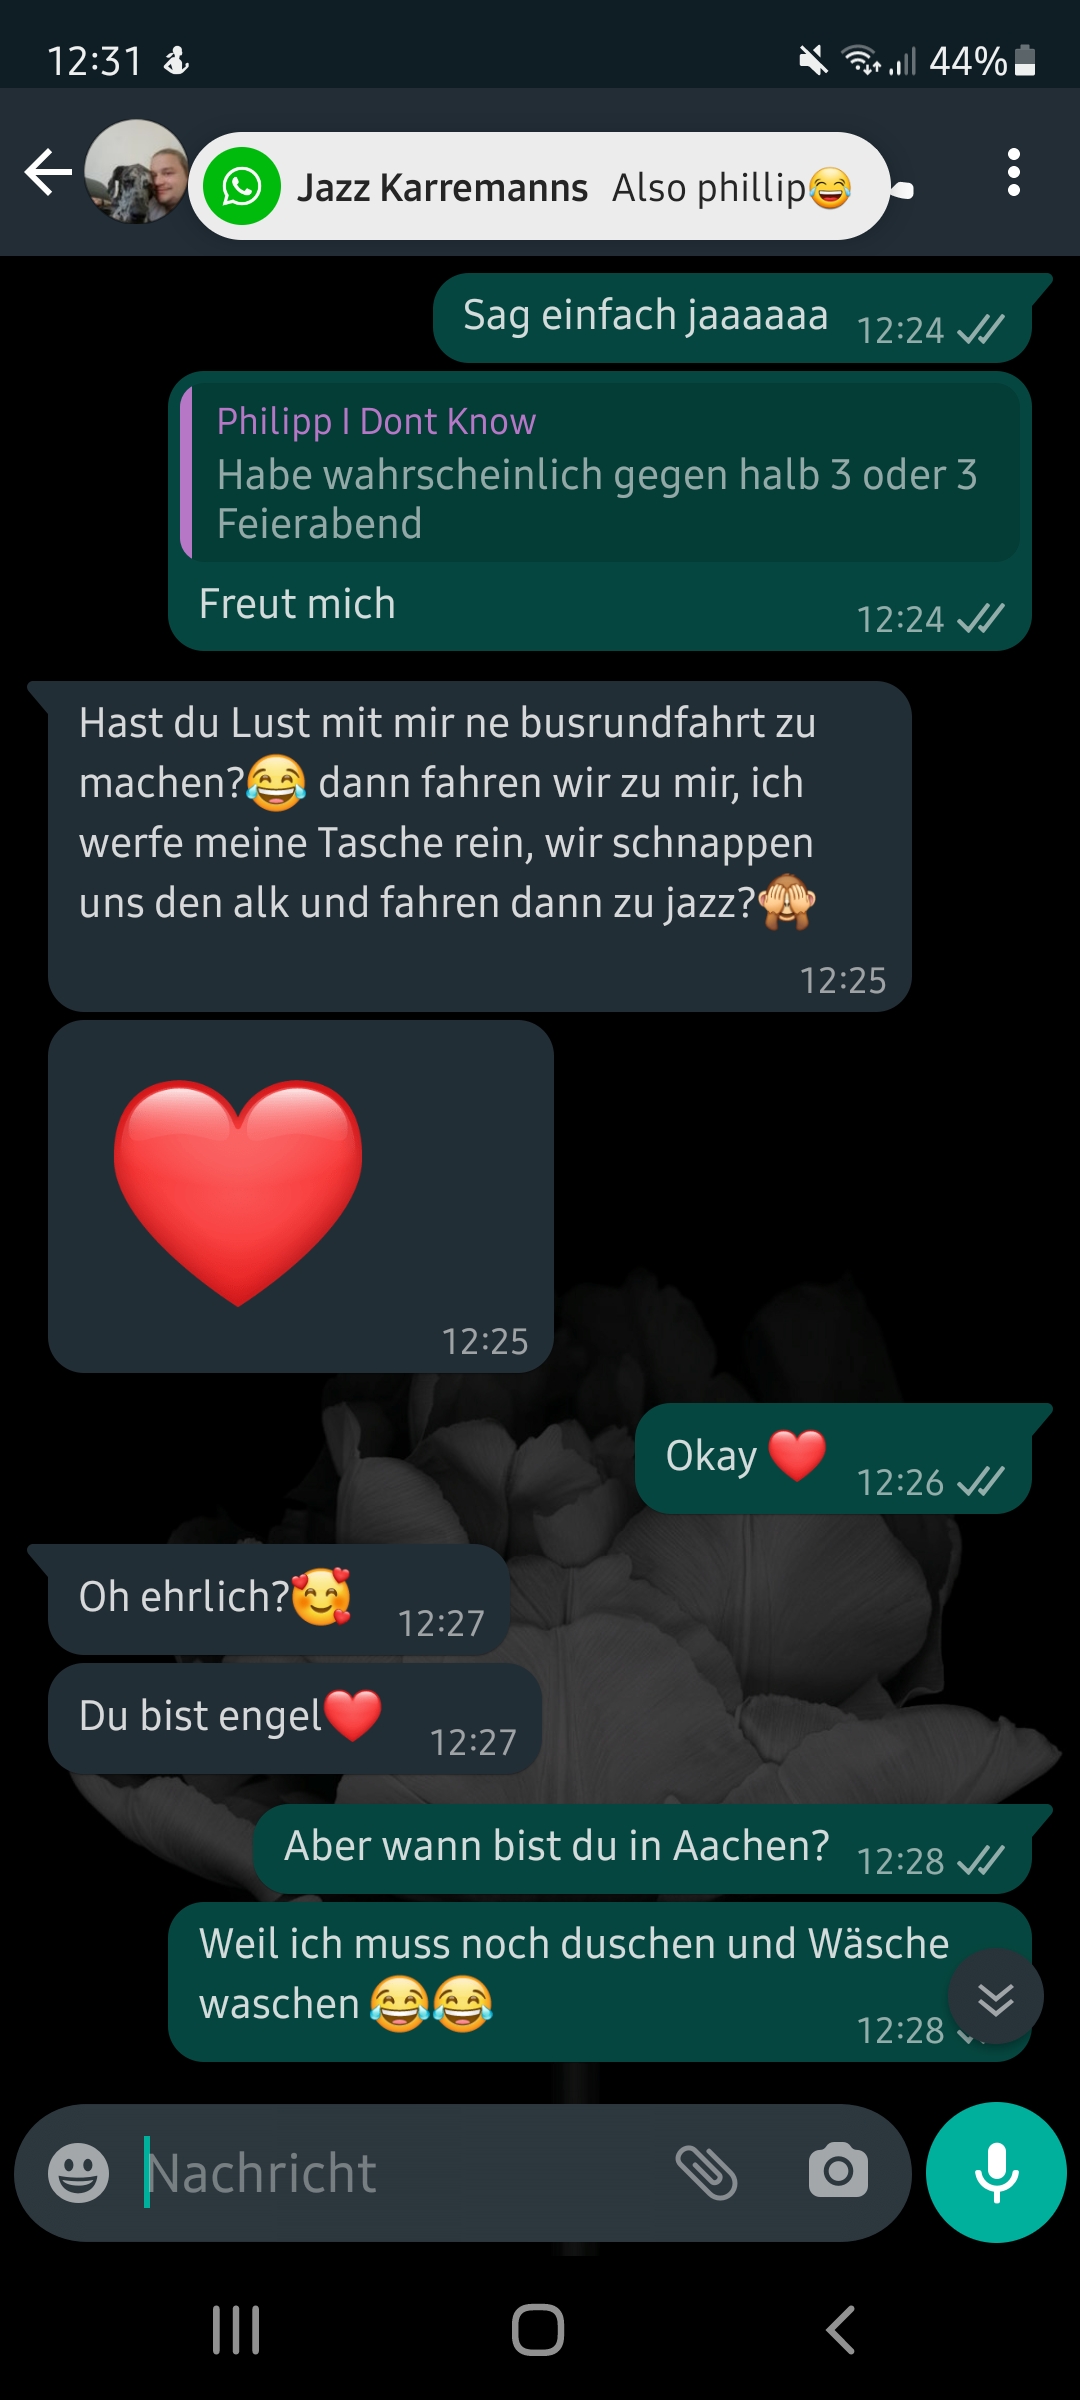 12:31 44%
Jazz Karremanns Also phillip😂
Sag einfach jaaaaaa 12:24
Philipp I Dont Know
Habe wahrscheinlich gegen halb 3 oder 3
Feierabend
Freut mich 12:24
Hast du Lust mit mir ne busrundfahrt zu
machen?😂 dann fahren wir zu mir, ich
werfe meine Tasche rein, wir schnappen
uns den alk und fahren dann zu jazz?🙈
12:25
❤️
12:25
Okay ❤️ 12:26
Oh ehrlich?🥰 12:27
Du bist engel❤️ 12:27
Aber wann bist du in Aachen? 12:28
Weil ich muss noch duschen und Wäsche
waschen 😂😂 12:28
Nachricht